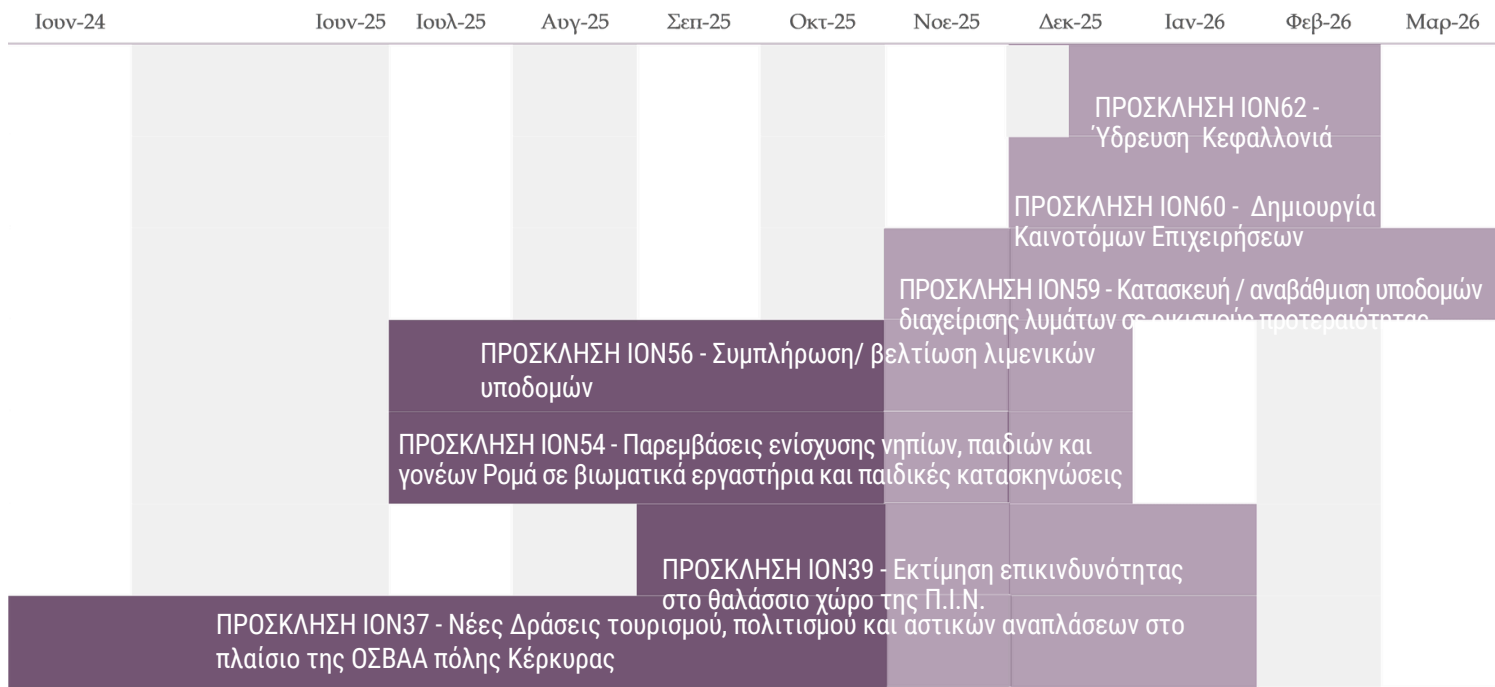 Ιουν-24 Ιουν-25 Ιουλ-25 Αυγ-25 Σεπ-25 Οκτ-25 Νοε-25 Δεκ-25 Ιαν-26 Φεβ-26 Μαρ-26
ΠΡΟΣΚΛΗΣΗ ΙΟΝ62 -
Ύδρευση Κεφαλλονιά
ΠΡΟΣΚΛΗΣΗ ΙΟΝ60 - Δημιουργία
Καινοτόμων Επιχειρήσεων
ΠΡΟΣΚΛΗΣΗ ΙΟΝ59 - Κατασκευή / αναβάθμιση υποδομών
διαχείρισης λυμάτων σε οικισμούς προτεραιότητας
ΠΡΟΣΚΛΗΣΗ ΙΟΝ56 - Συμπλήρωση/ βελτίωση λιμενικών
υποδομών
ΠΡΟΣΚΛΗΣΗ ΙΟΝ54 - Παρεμβάσεις ενίσχυσης νηπίων, παιδιών και
γονέων Ρομά σε βιωματικά εργαστήρια και παιδικές κατασκηνώσεις
ΠΡΟΣΚΛΗΣΗ ΙΟΝ39 - Εκτίμηση επικινδυνότητας
στο θαλάσσιο χώρο της Π.Ι.Ν.
ΠΡΟΣΚΛΗΣΗ ΙΟΝ37 - Νέες Δράσεις τουρισμού, πολιτισμού και αστικών αναπλάσεων στο
πλαίσιο της ΟΣΒΑΑ πόλης Κέρκυρας